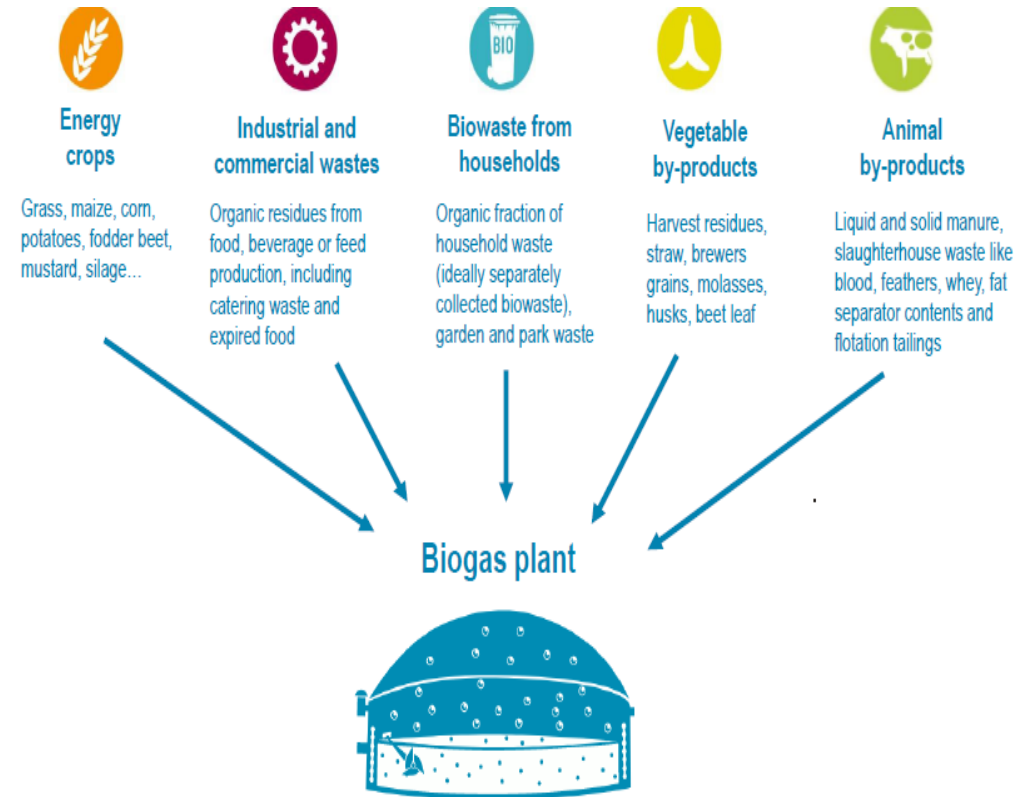 Energy
crops
Grass, maize, corn,
potatoes, fodder beet,
mustard, silage…
Industrial and
commercial wastes
Organic residues from
food, beverage or feed
production, including
catering waste and
expired food
BIO
Biowaste from
households
Organic fraction of
household waste
(ideally separately
collected biowaste),
garden and park waste
Vegetable
by-products
Harvest residues,
straw, brewers
grains, molasses,
husks, beet leaf
Animal
by-products
Liquid and solid manure,
slaughterhouse waste like
blood, feathers, whey, fat
separator contents and
flotation tailings
Biogas plant